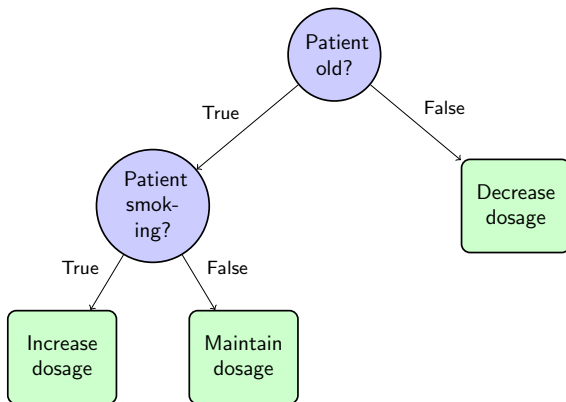 Patient
old?
True
False
Patient
smok-
ing?
Decrease
dosage
True
False
Increase
dosage
Maintain
dosage